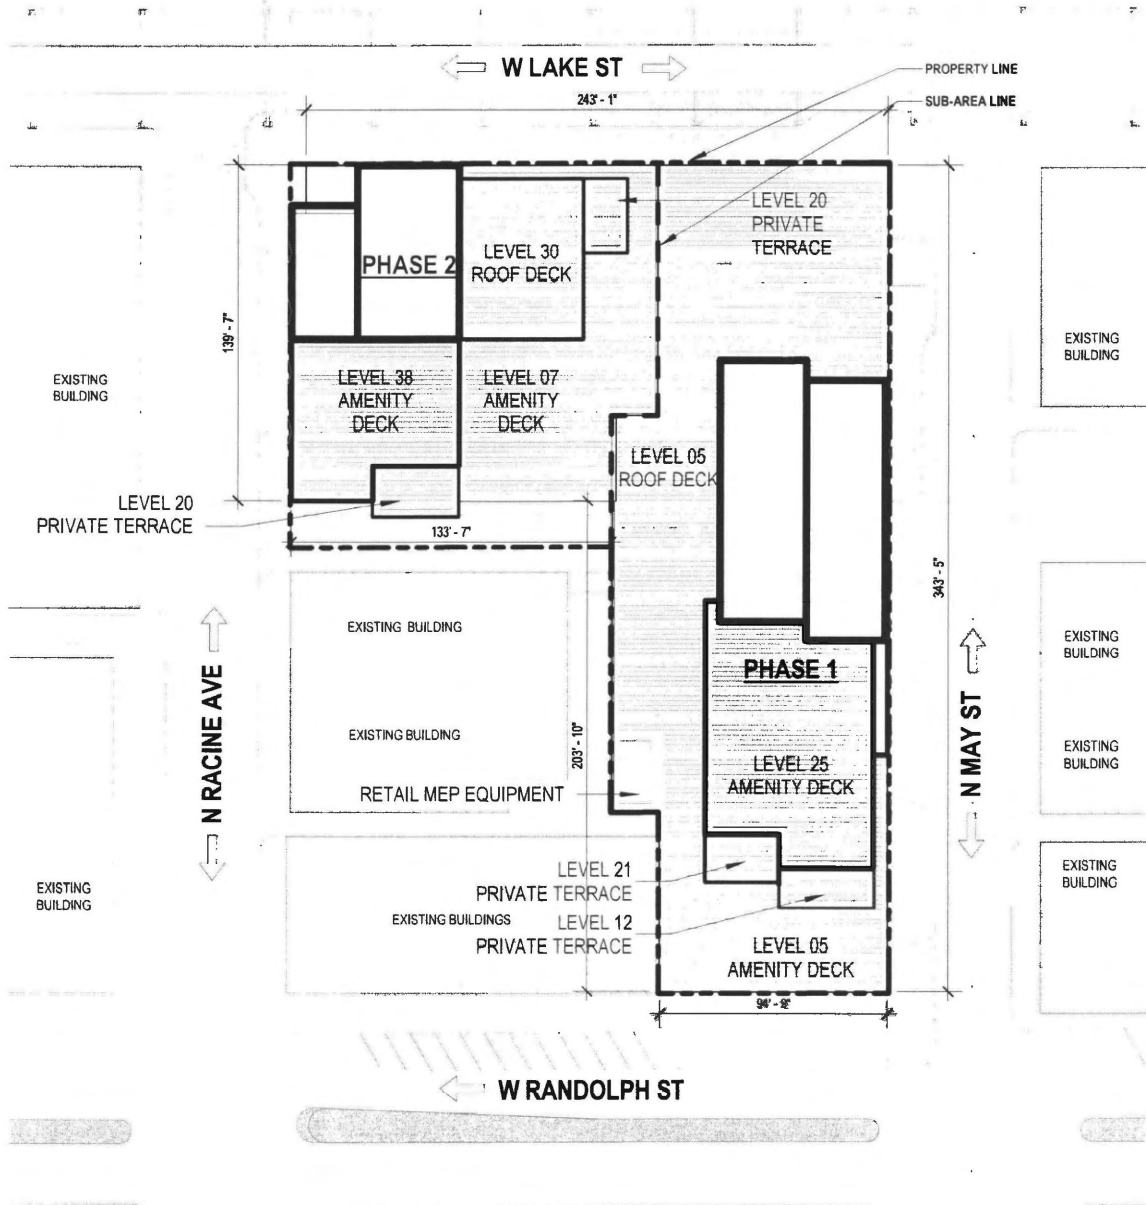 W LAKE ST
PROPERTY LINE
243' - 1"
SUB-AREA LINE
LEVEL 20
PRIVATE
TERRACE
LEVEL 30
ROOF DECK
PHASE 2
139' - 7"
EXISTING
BUILDING
EXISTING
BUILDING
LEVEL 38
AMENITY
DECK
LEVEL 07
AMENITY
DECK
LEVEL 05
ROOF DECK
LEVEL 20
PRIVATE TERRACE
133' - 7"
343' - 5"
EXISTING BUILDING
EXISTING
BUILDING
PHASE 1
N RACINE AVE
N MAY ST
EXISTING BUILDING
203' - 10"
EXISTING
BUILDING
LEVEL 25
AMENITY DECK
RETAIL MEP EQUIPMENT
LEVEL 21
PRIVATE TERRACE
EXISTING
BUILDING
EXISTING
BUILDING
EXISTING BUILDINGS
LEVEL 12
PRIVATE TERRACE
LEVEL 05
AMENITY DECK
W RANDOLPH ST